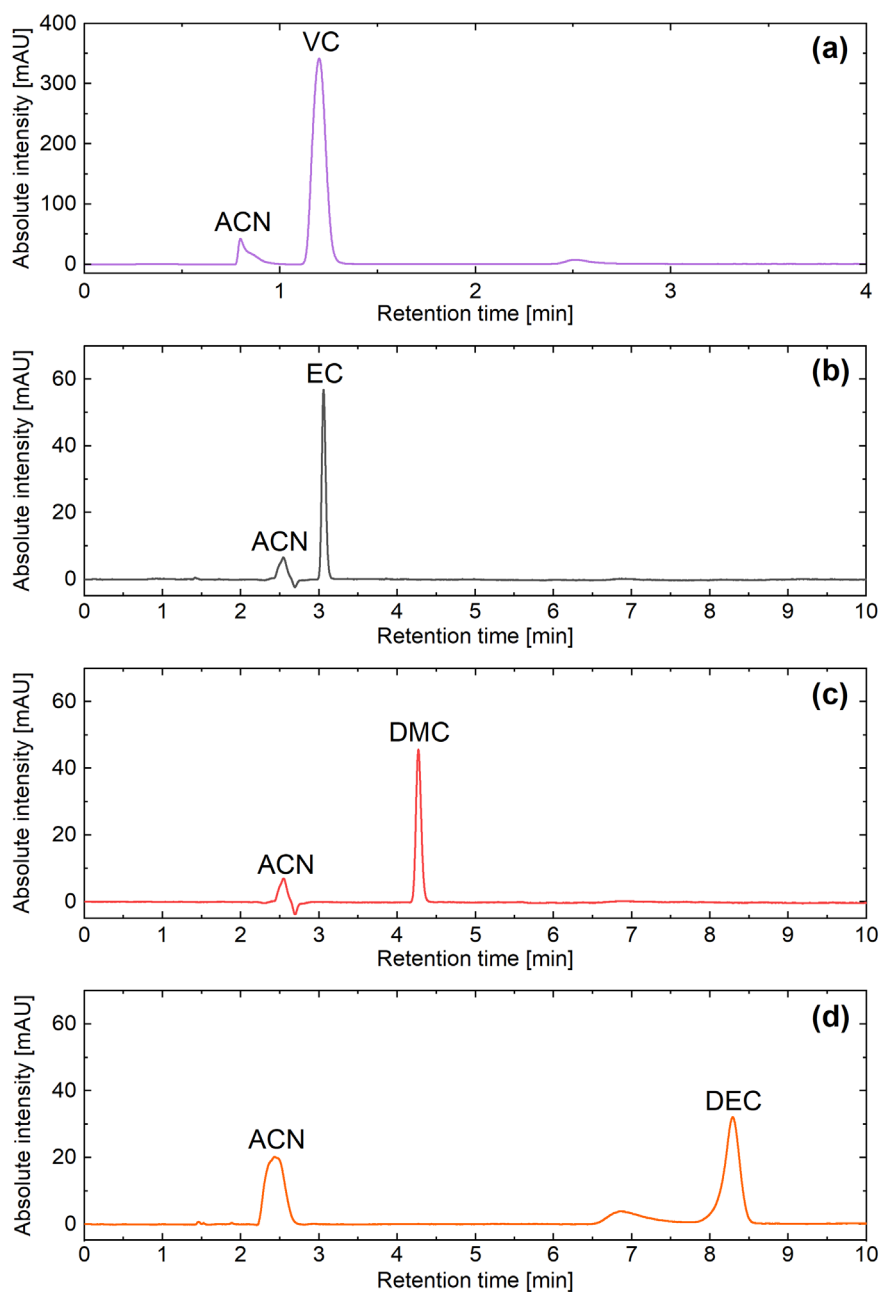 (a)
VC
ACN
Absolute intensity [mAU]
400
300
200
100
0
0 1 2 3 4
Retention time [min]
(b)
EC
ACN
Absolute intensity [mAU]
60
40
20
0
0 1 2 3 4 5 6 7 8 9 10
Retention time [min]
(c)
DMC
ACN
Absolute intensity [mAU]
60
40
20
0
0 1 2 3 4 5 6 7 8 9 10
Retention time [min]
(d)
DEC
ACN
Absolute intensity [mAU]
60
40
20
0
0 1 2 3 4 5 6 7 8 9 10
Retention time [min]